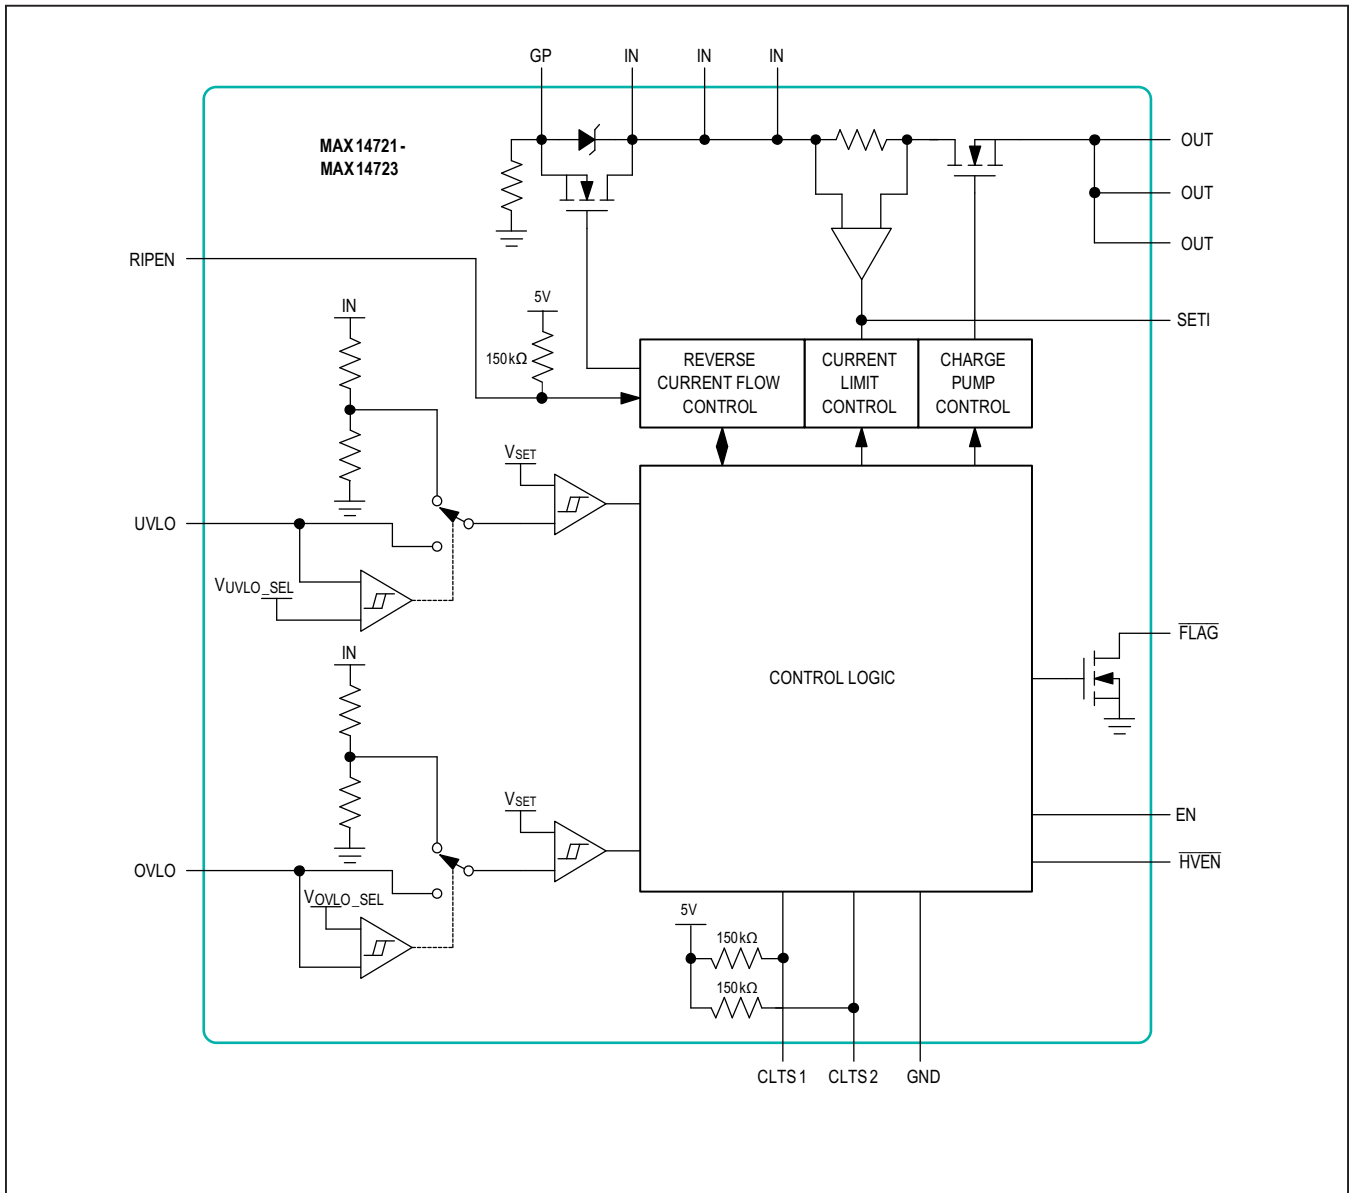 GP
IN
IN
IN
MAX14721-
MAX14723
OUT
OUT
OUT
RIPEN
IN
5V
150kΩ
SETI
REVERSE
CURRENT FLOW
CONTROL
CURRENT
LIMIT
CONTROL
CHARGE
PUMP
CONTROL
VSET
UVLO
VUVLO_SEL
FLAG
IN
CONTROL LOGIC
VSET
EN
HVEN
OVLO
VOVLO_SEL
5V
150kΩ
150kΩ
CLTS1
CLTS2
GND